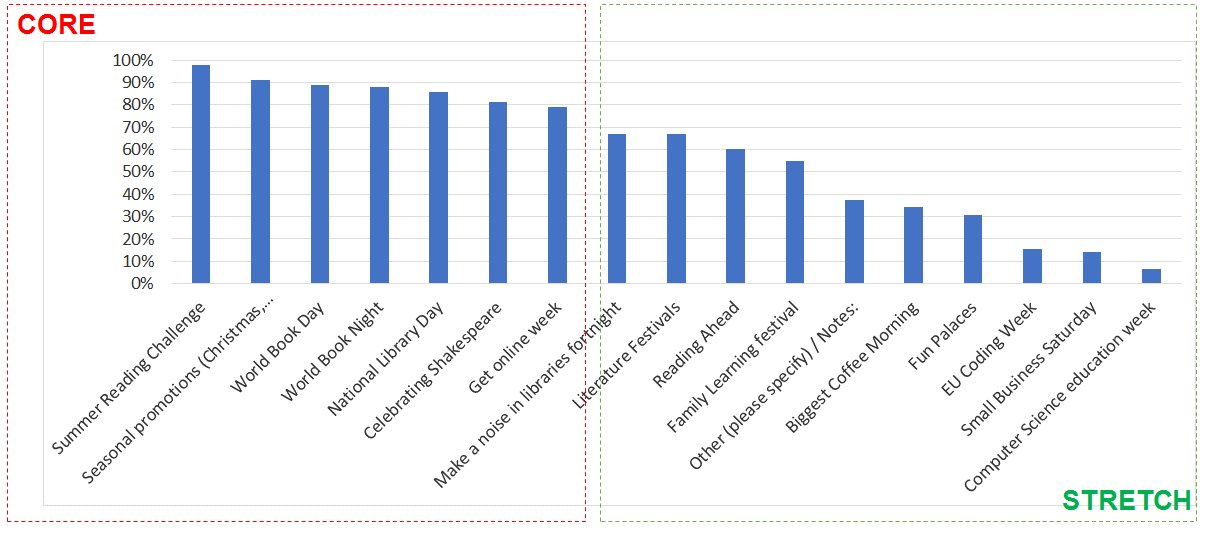 CORE
100%
90%
80%
70%
60%
50%
40%
30%
20%
10%
0%
Summer Reading Challenge
Seasonal promotions (Christmas,...
World Book Day
World Book Night
National Library Day
Celebrating Shakespeare
Get online week
Make a noise in libraries fortnight
Literature Festivals
Reading Ahead
Family Learning festival
Other (please specify) / Notes:
Biggest Coffee Morning
Fun Palaces
EU Coding Week
Small Business Saturday
Computer Science education week
STRETCH